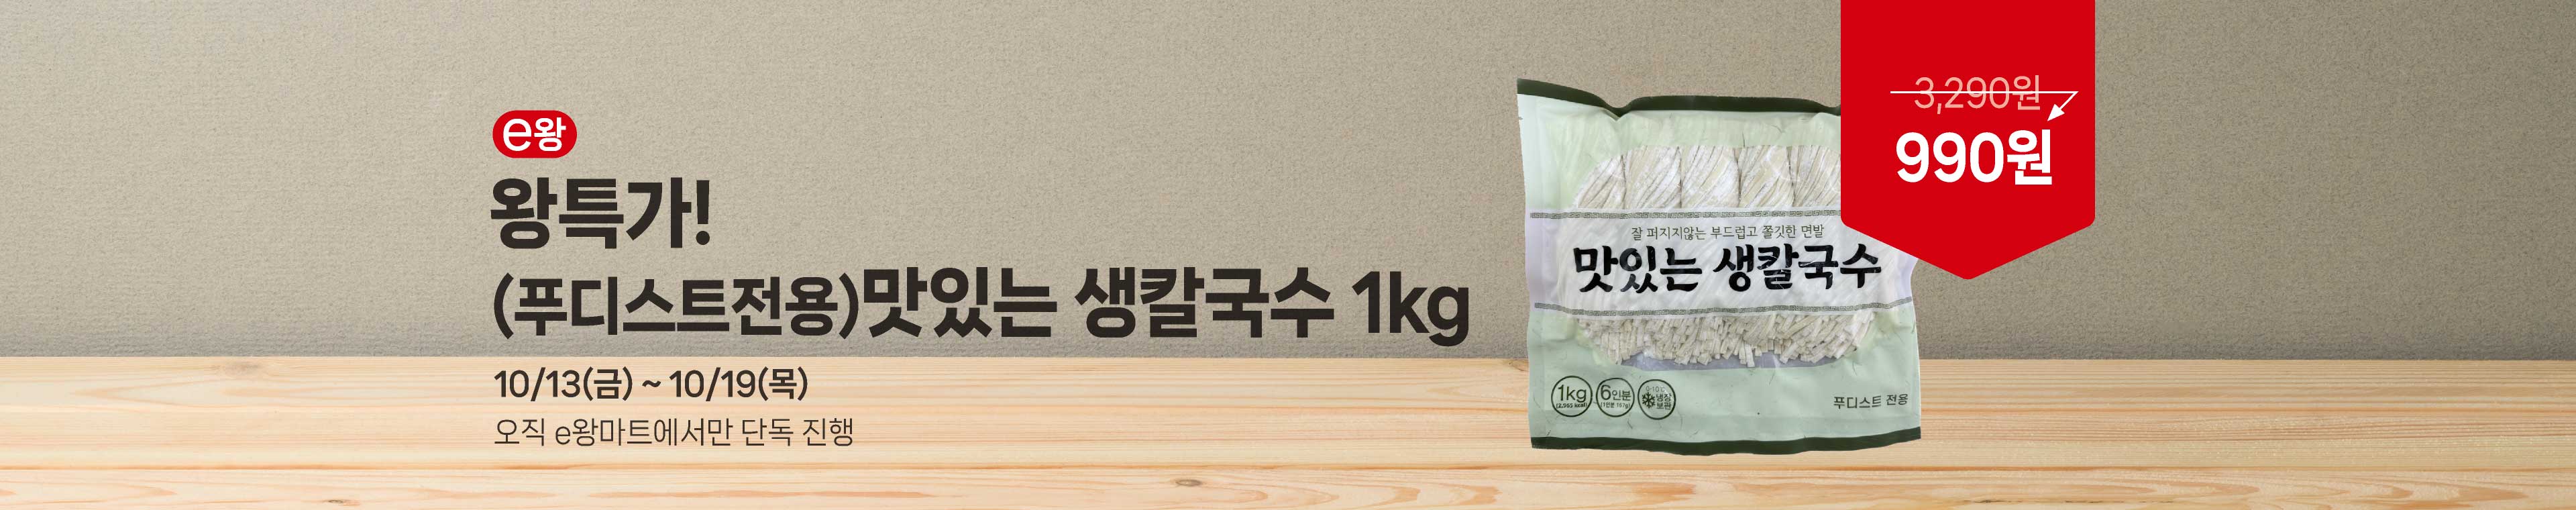 e왕
왕특가!
(푸디스트전용)맛있는 생칼국수 1kg
10/13(금) ~ 10/19(목)
오직 e왕마트에서만 단독 진행
3,290원
990원
잘 퍼지지않는 부드럽고 쫄깃한 면발
맛있는 생칼국수
1kg
6인분
냉장
보관
푸디스트 전용